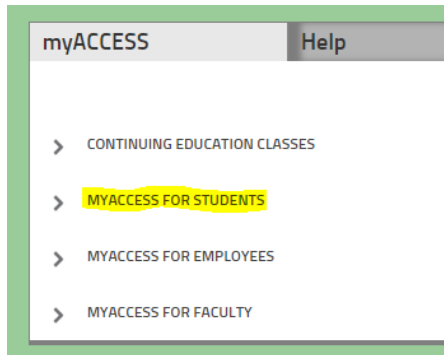 myACCESS Help
CONTINUING EDUCATION CLASSES
MYACCESS FOR STUDENTS
MYACCESS FOR EMPLOYEES
MYACCESS FOR FACULTY